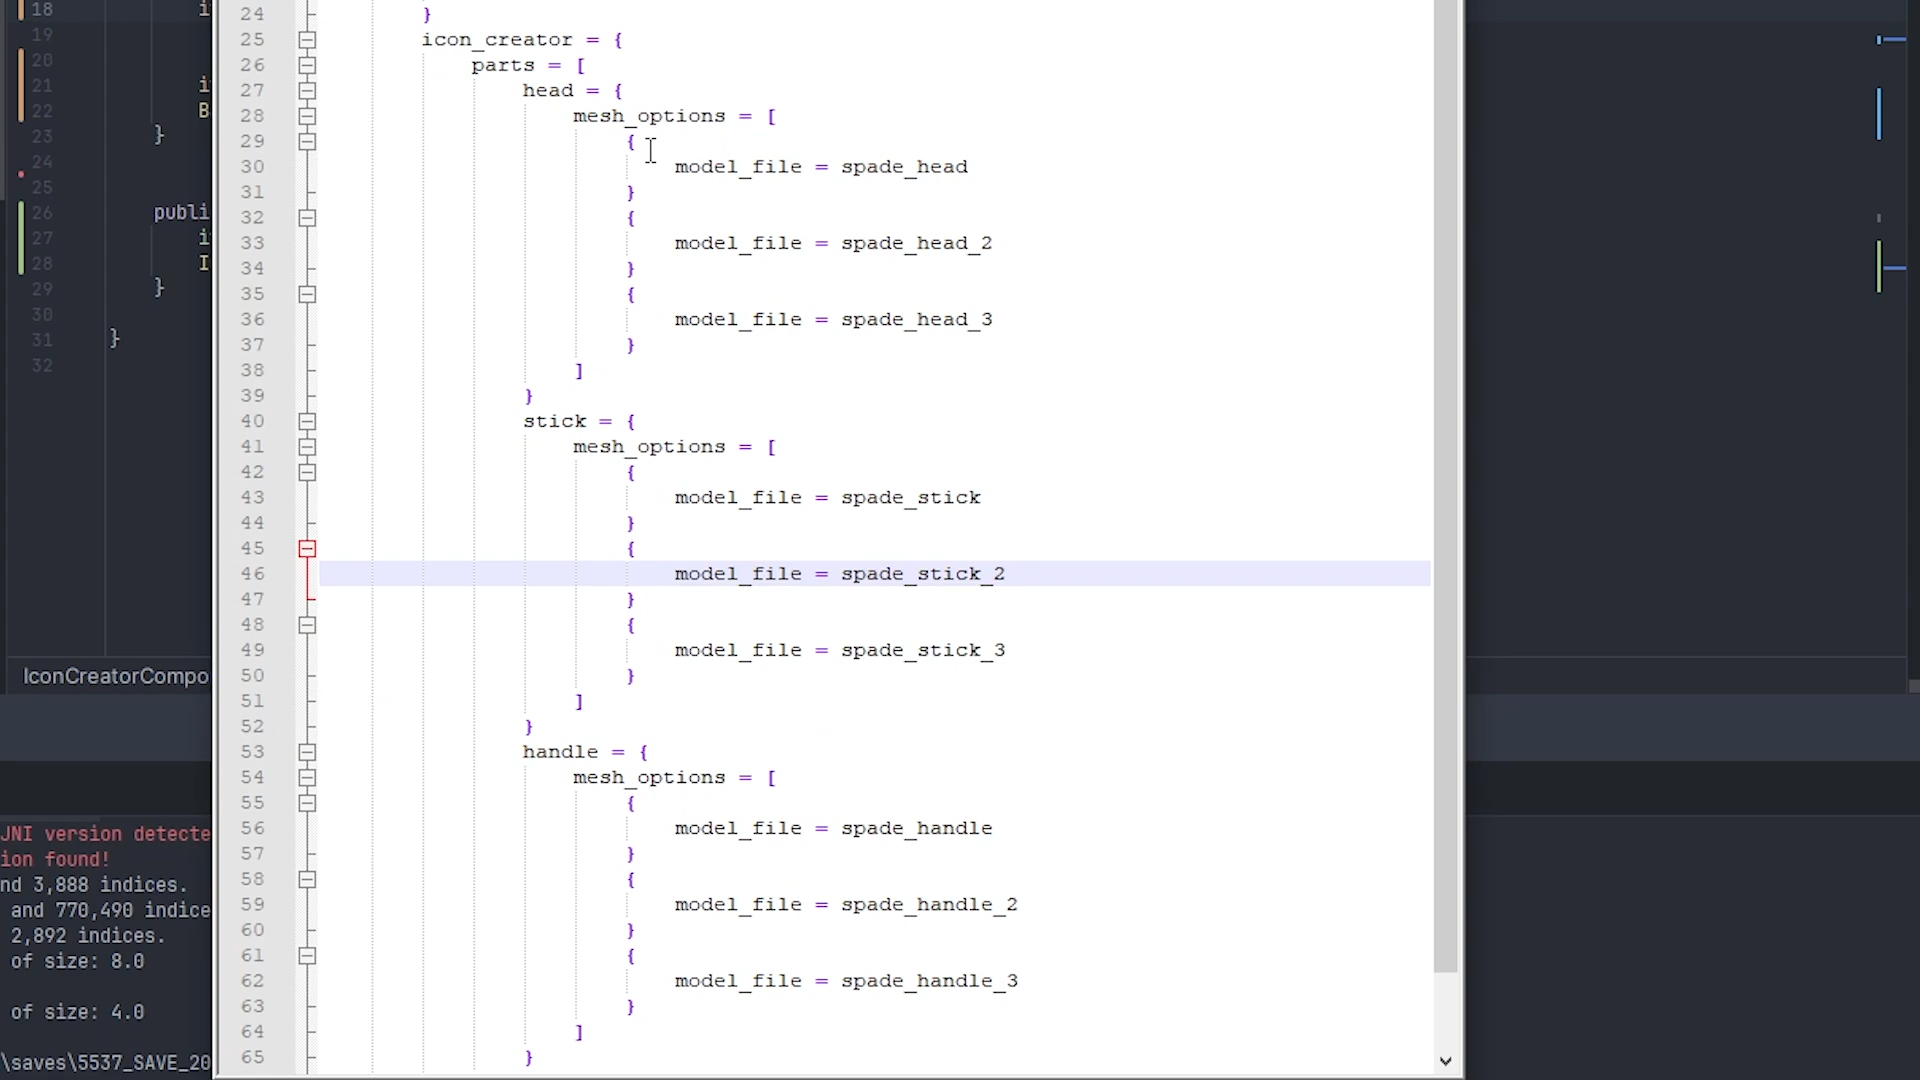 18
i
19
20
21
i
22
B
23
}
24
25
26
publi
27
i
28
I
29
}
30
31
}
32
IconCreatorCompo
JNI version detecte
ion found!
nd 3,888 indices.
and 770,490 indice
2,892 indices.
of size: 8.0
of size: 4.0
\saves\5537_SAVE_20
24 }
25 icon_creator = {
26 parts = [
27 head = {
28 mesh_options = [
29 {
30 model_file = spade_head
31 }
32 {
33 model_file = spade_head_2
34 }
35 {
36 model_file = spade_head_3
37 }
38 ]
39 }
40 stick = {
41 mesh_options = [
42 {
43 model_file = spade_stick
44 }
45 {
46 model_file = spade_stick_2
47 }
48 {
49 model_file = spade_stick_3
50 }
51 ]
52 }
53 handle = {
54 mesh_options = [
55 {
56 model_file = spade_handle
57 }
58 {
59 model_file = spade_handle_2
60 }
61 {
62 model_file = spade_handle_3
63 }
64 ]
65 }